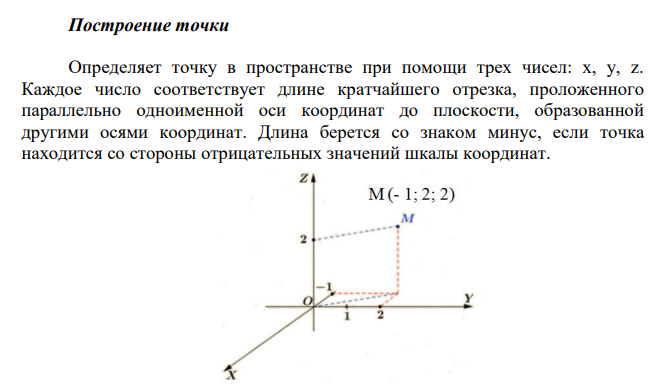 Построение точки
Определяет точку в пространстве при помощи трех чисел: x, y, z.
Каждое число соответствует длине кратчайшего отрезка, проложенного
параллельно одноименной оси координат до плоскости, образованной
другими осями координат. Длина берется со знаком минус, если точка
находится со стороны отрицательных значений шкалы координат.
Z
M (- 1; 2; 2)
M
2
-1
O
Y
1 2
X